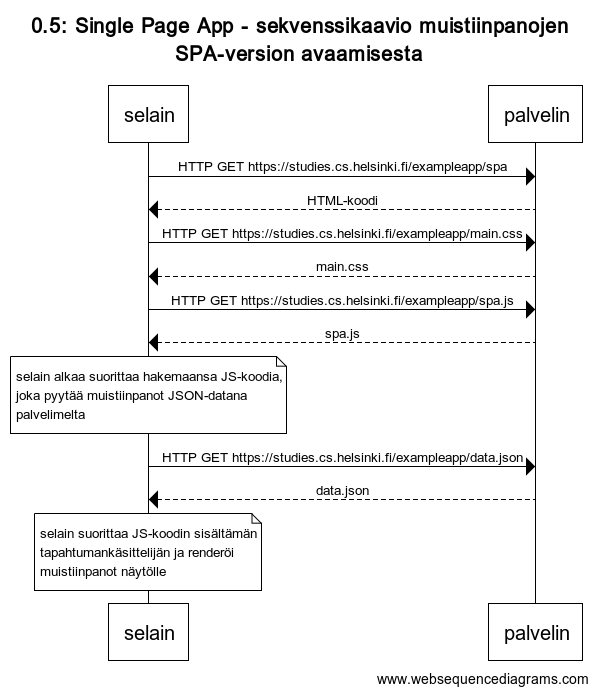 0.5: Single Page App - sekvenssikaavio muistiinpanojen
SPA-version avaamisesta
selain
palvelin
HTTP GET https://studies.cs.helsinki.fi/exampleapp/spa
HTML-koodi
HTTP GET https://studies.cs.helsinki.fi/exampleapp/main.css
main.css
HTTP GET https://studies.cs.helsinki.fi/exampleapp/spa.js
spa.js
selain alkaa suorittaa hakemaansa JS-koodia,
joka pyytää muistiinpanot JSON-datana
palvelimelta
HTTP GET https://studies.cs.helsinki.fi/exampleapp/data.json
data.json
selain suorittaa JS-koodin sisältämän
tapahtumankäsittelijän ja renderöi
muistiinpanot näytölle
selain
palvelin
www.websequencediagrams.com